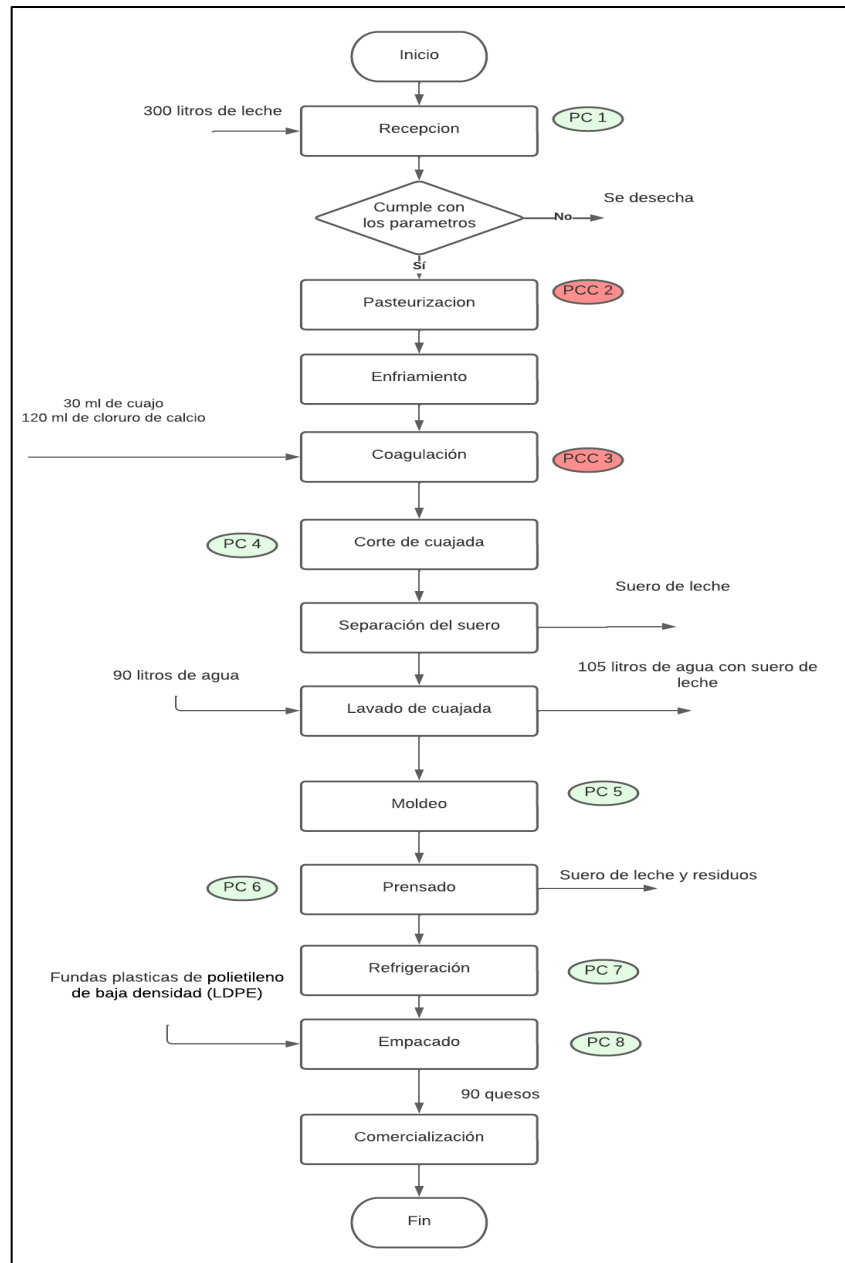 Inicio
300 litros de leche
Recepcion
PC 1
Cumple con
los parametros
No
Se desecha
Sí
Pasteurizacion
PCC 2
Enfriamiento
30 ml de cuajo
120 ml de cloruro de calcio
Coagulación
PCC 3
PC 4
Corte de cuajada
Separación del suero
Suero de leche
90 litros de agua
Lavado de cuajada
105 litros de agua con suero de
leche
Moldeo
PC 5
PC 6
Prensado
Suero de leche y residuos
Refrigeración
PC 7
Fundas plasticas de polietileno
de baja densidad (LDPE)
Empacado
PC 8
90 quesos
Comercialización
Fin